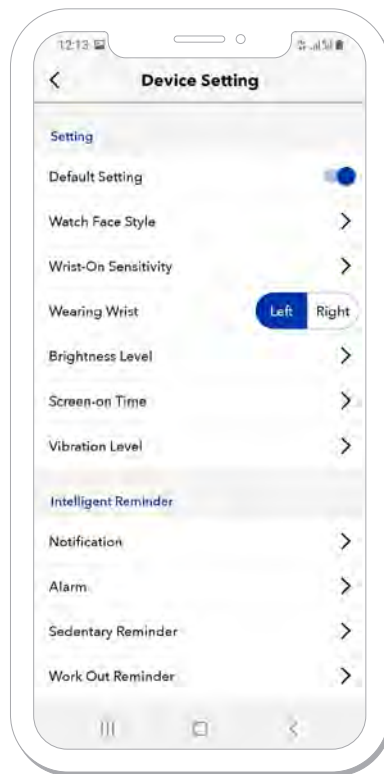 12:13
Device Setting
Setting
Default Setting
Watch Face Style
Wrist-On Sensitivity
Wearing Wrist Left Right
Brightness Level
Screen-on Time
Vibration Level
Intelligent Reminder
Notification
Alarm
Sedentary Reminder
Work Out Reminder